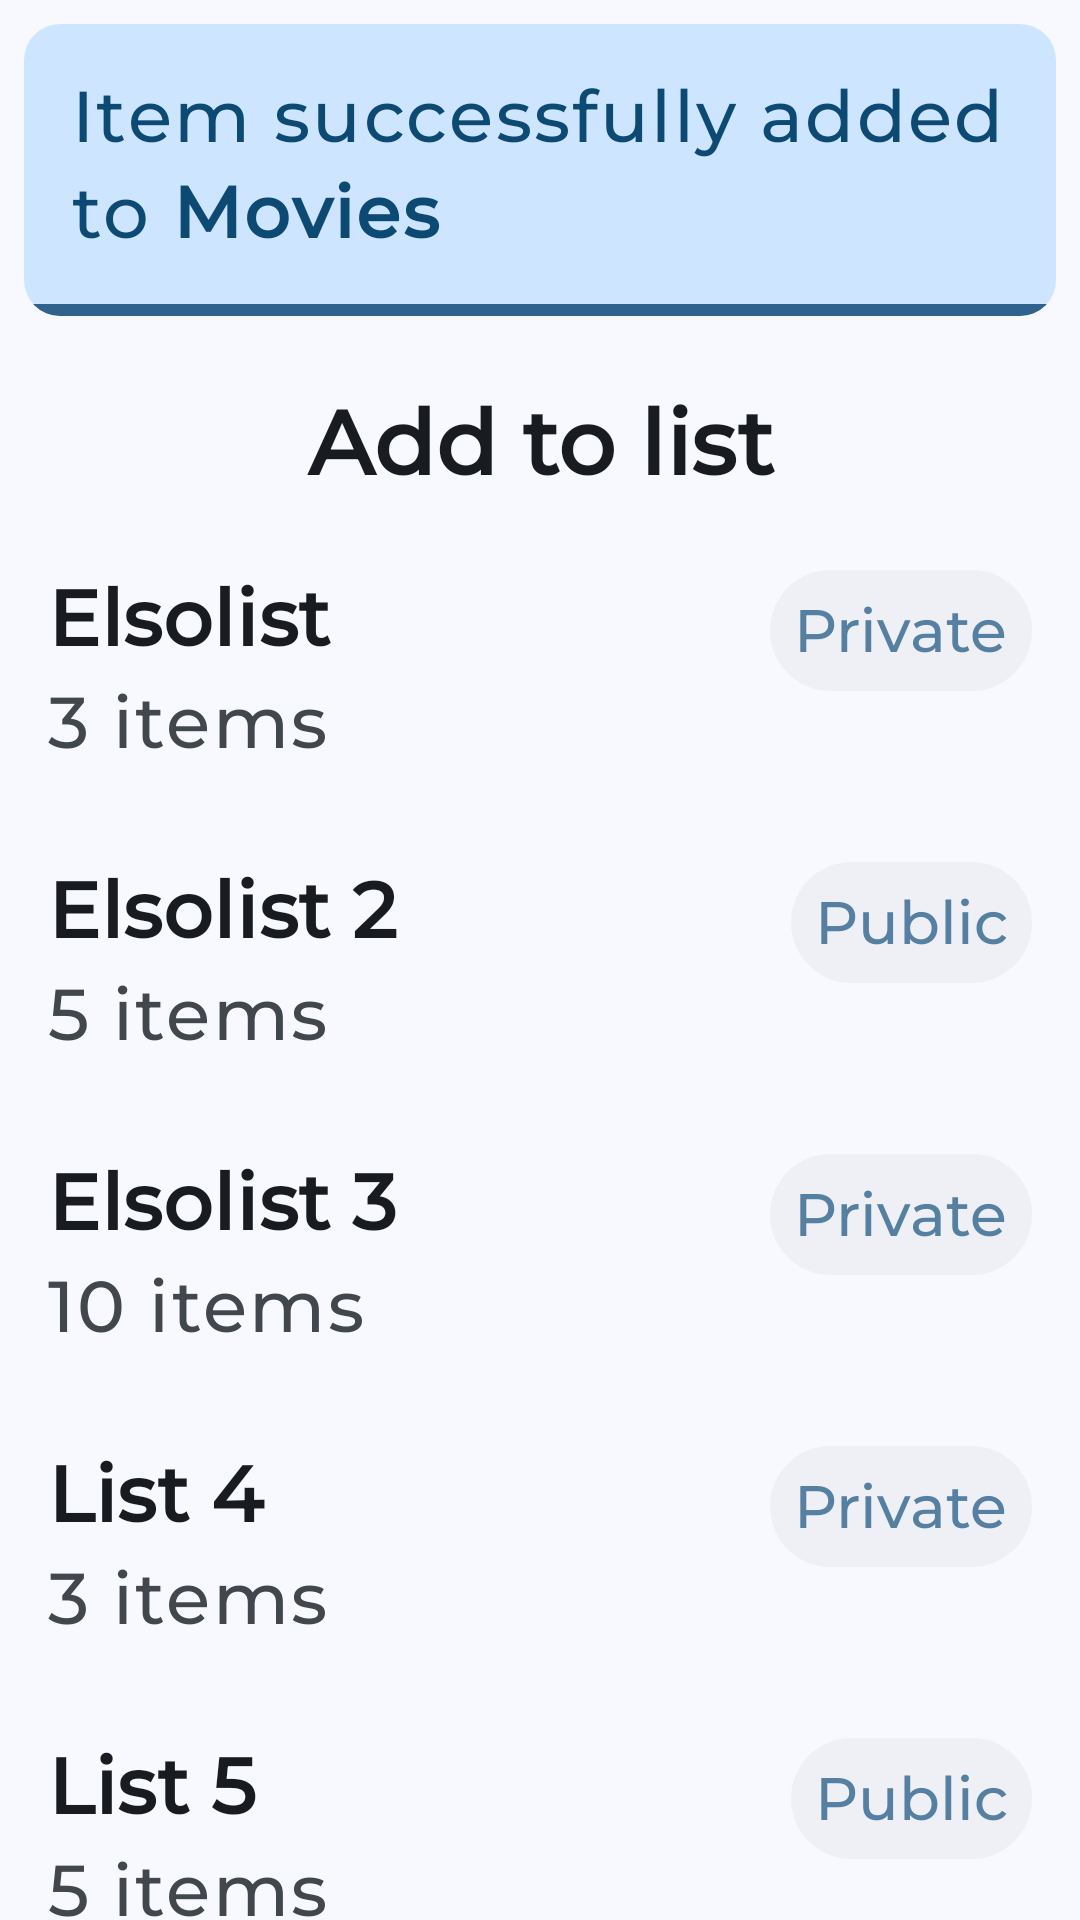 Item successfully added
to Movies
Add to list
Elsolist
Private
3 items
Elsolist 2
Public
5 items
Elsolist 3
Private
10 items
List 4
Private
3 items
List 5
Public
5 items